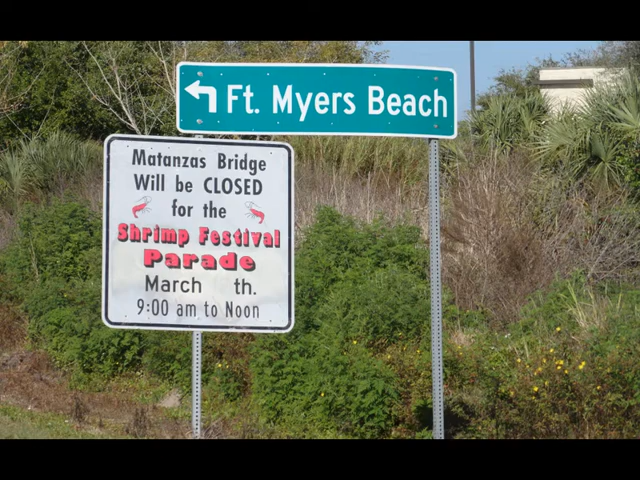 Ft. Myers Beach
Matanzas Bridge
Will be CLOSED
for the
Shrimp Festival
Parade
March th.
9:00 am to Noon